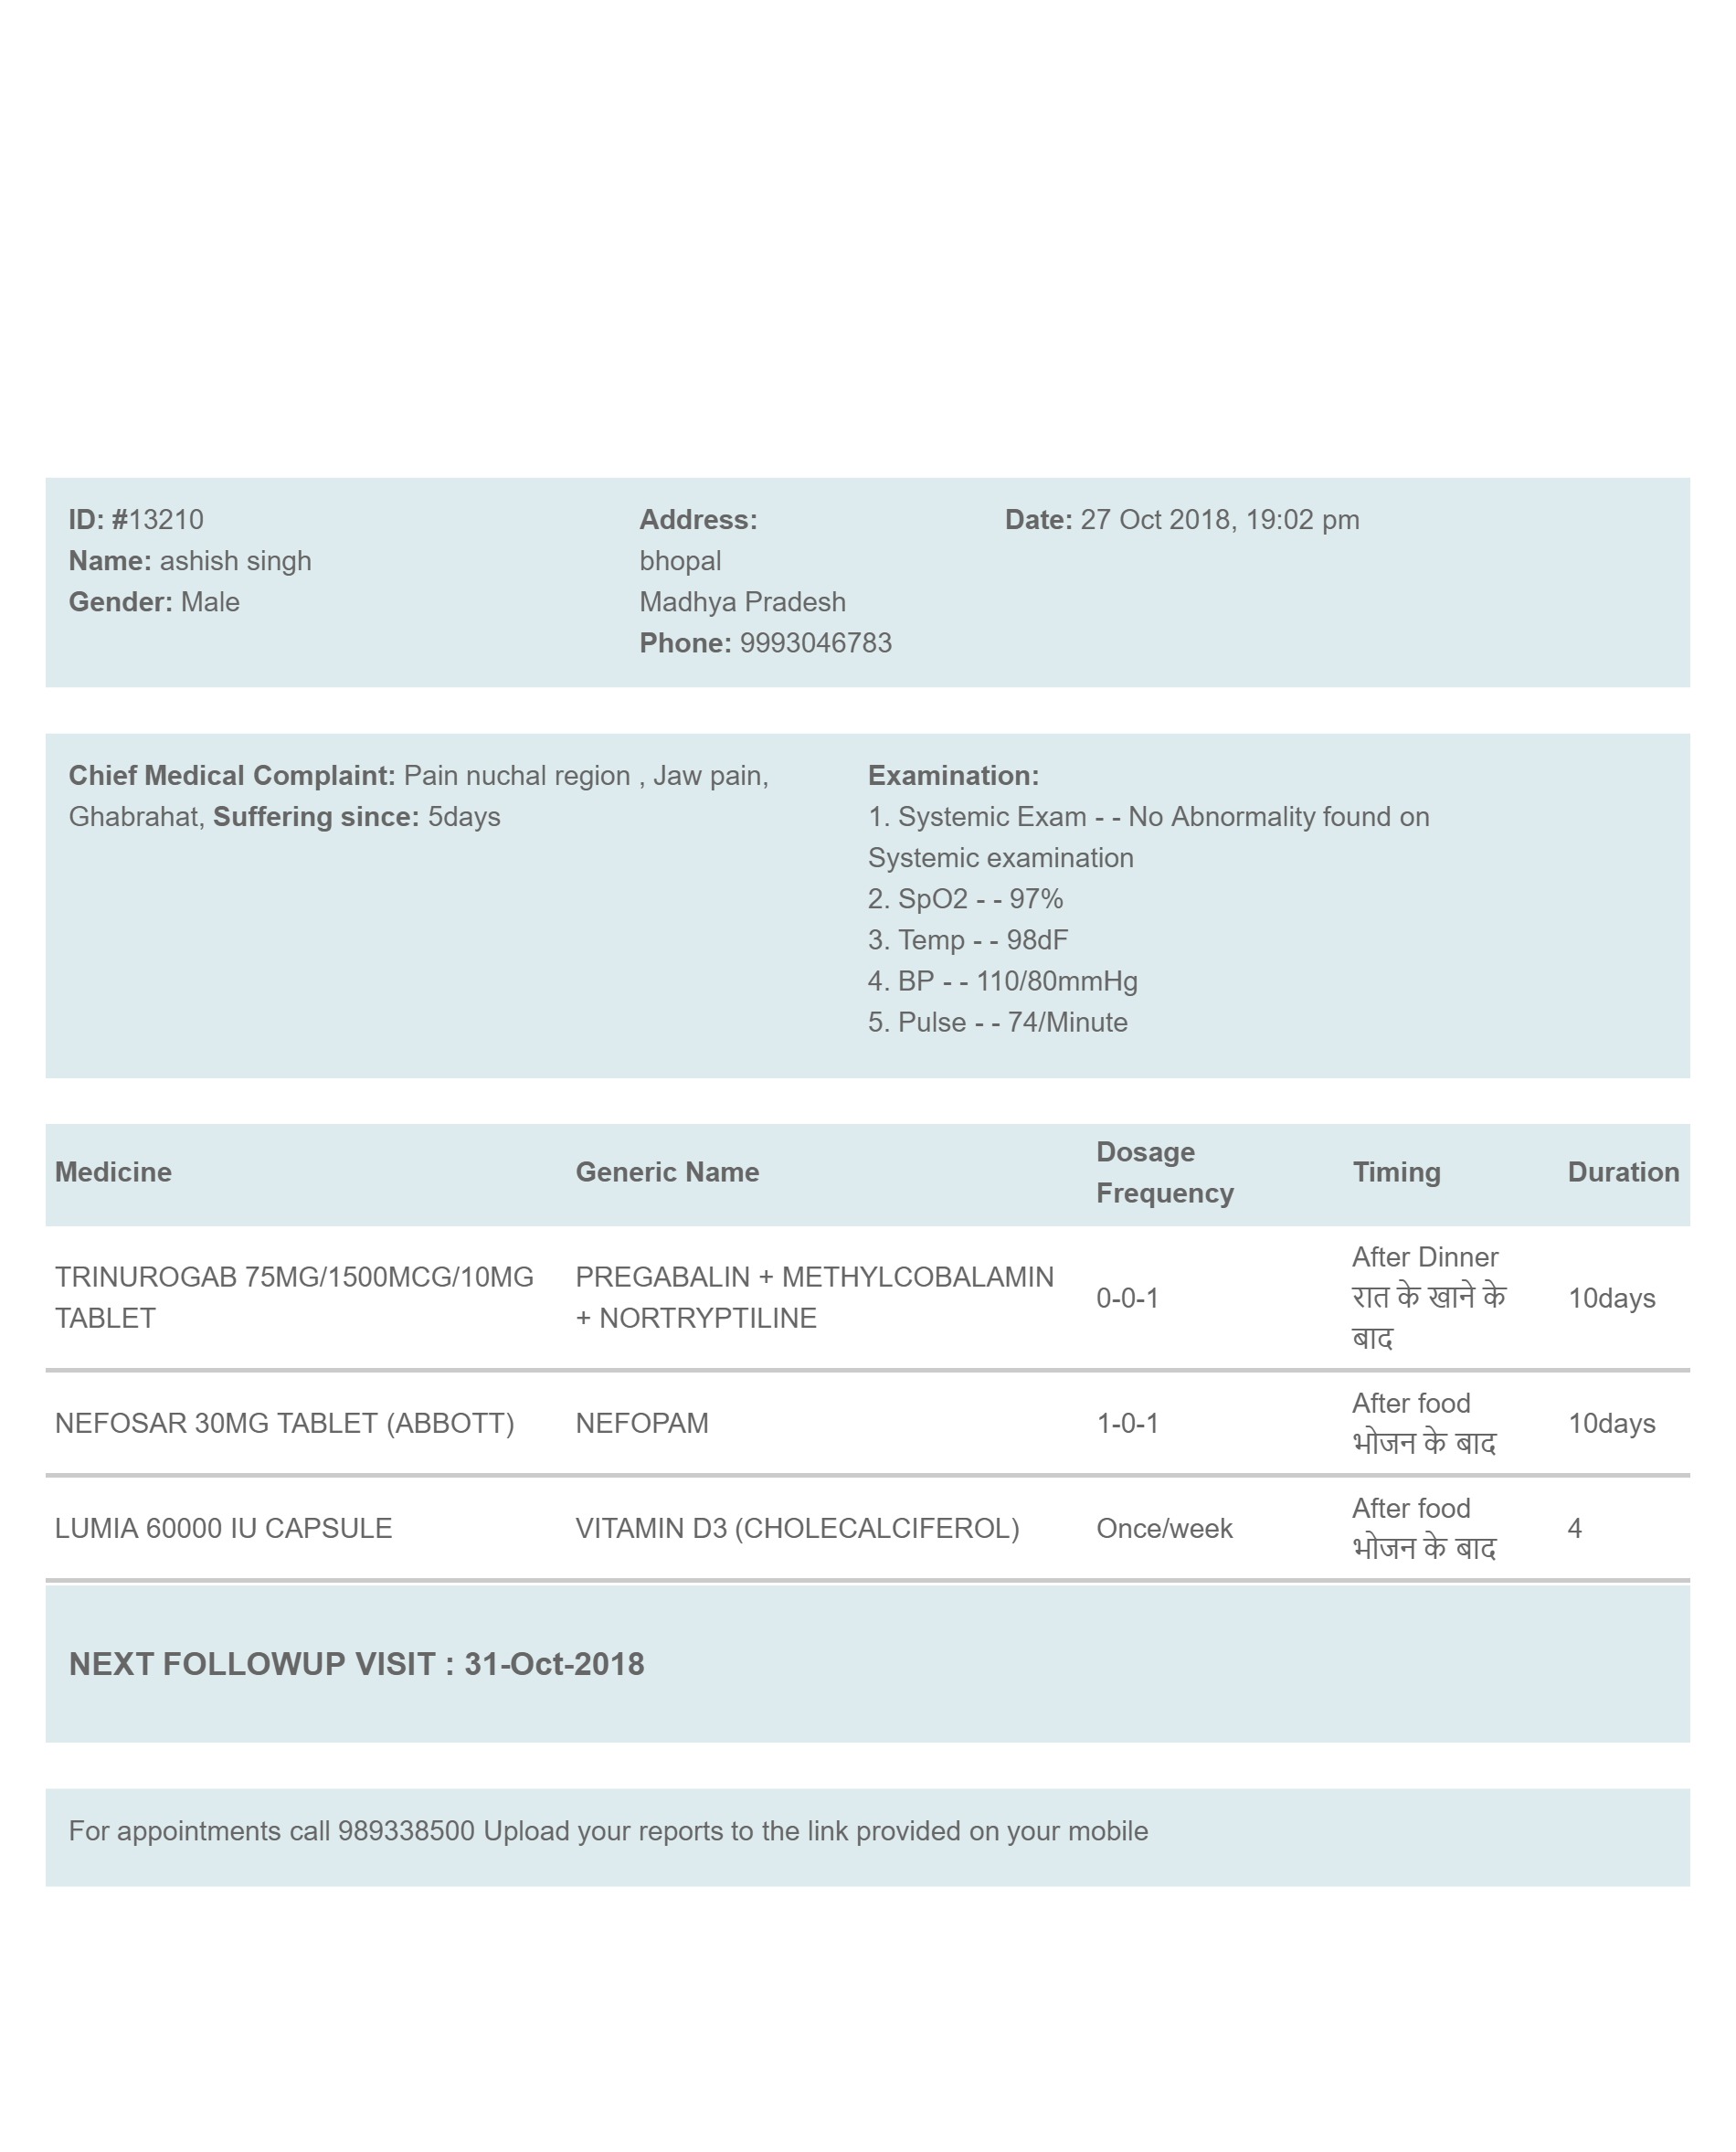 ID: #13210
Name: ashish singh
Gender: Male
Address:
bhopal
Madhya Pradesh
Phone: 9993046783
Date: 27 Oct 2018, 19:02 pm
Chief Medical Complaint: Pain nuchal region , Jaw pain,
Ghabrahat, Suffering since: 5days
Examination:
1. Systemic Exam - - No Abnormality found on
Systemic examination
2. SpO2 - - 97%
3. Temp - - 98dF
4. BP - - 110/80mmHg
5. Pulse - - 74/Minute
Medicine
Generic Name
Dosage
Frequency
Timing
Duration
TRINUROGAB 75MG/1500MCG/10MG
TABLET
PREGABALIN + METHYLCOBALAMIN
+ NORTRYPTILINE
0-0-1
After Dinner
रात के खाने के
बाद
10days
NEFOSAR 30MG TABLET (ABBOTT)
NEFOPAM
1-0-1
After food
भोजन के बाद
10days
LUMIA 60000 IU CAPSULE
VITAMIN D3 (CHOLECALCIFEROL)
Once/week
After food
भोजन के बाद
4
NEXT FOLLOWUP VISIT : 31-Oct-2018
For appointments call 989338500 Upload your reports to the link provided on your mobile